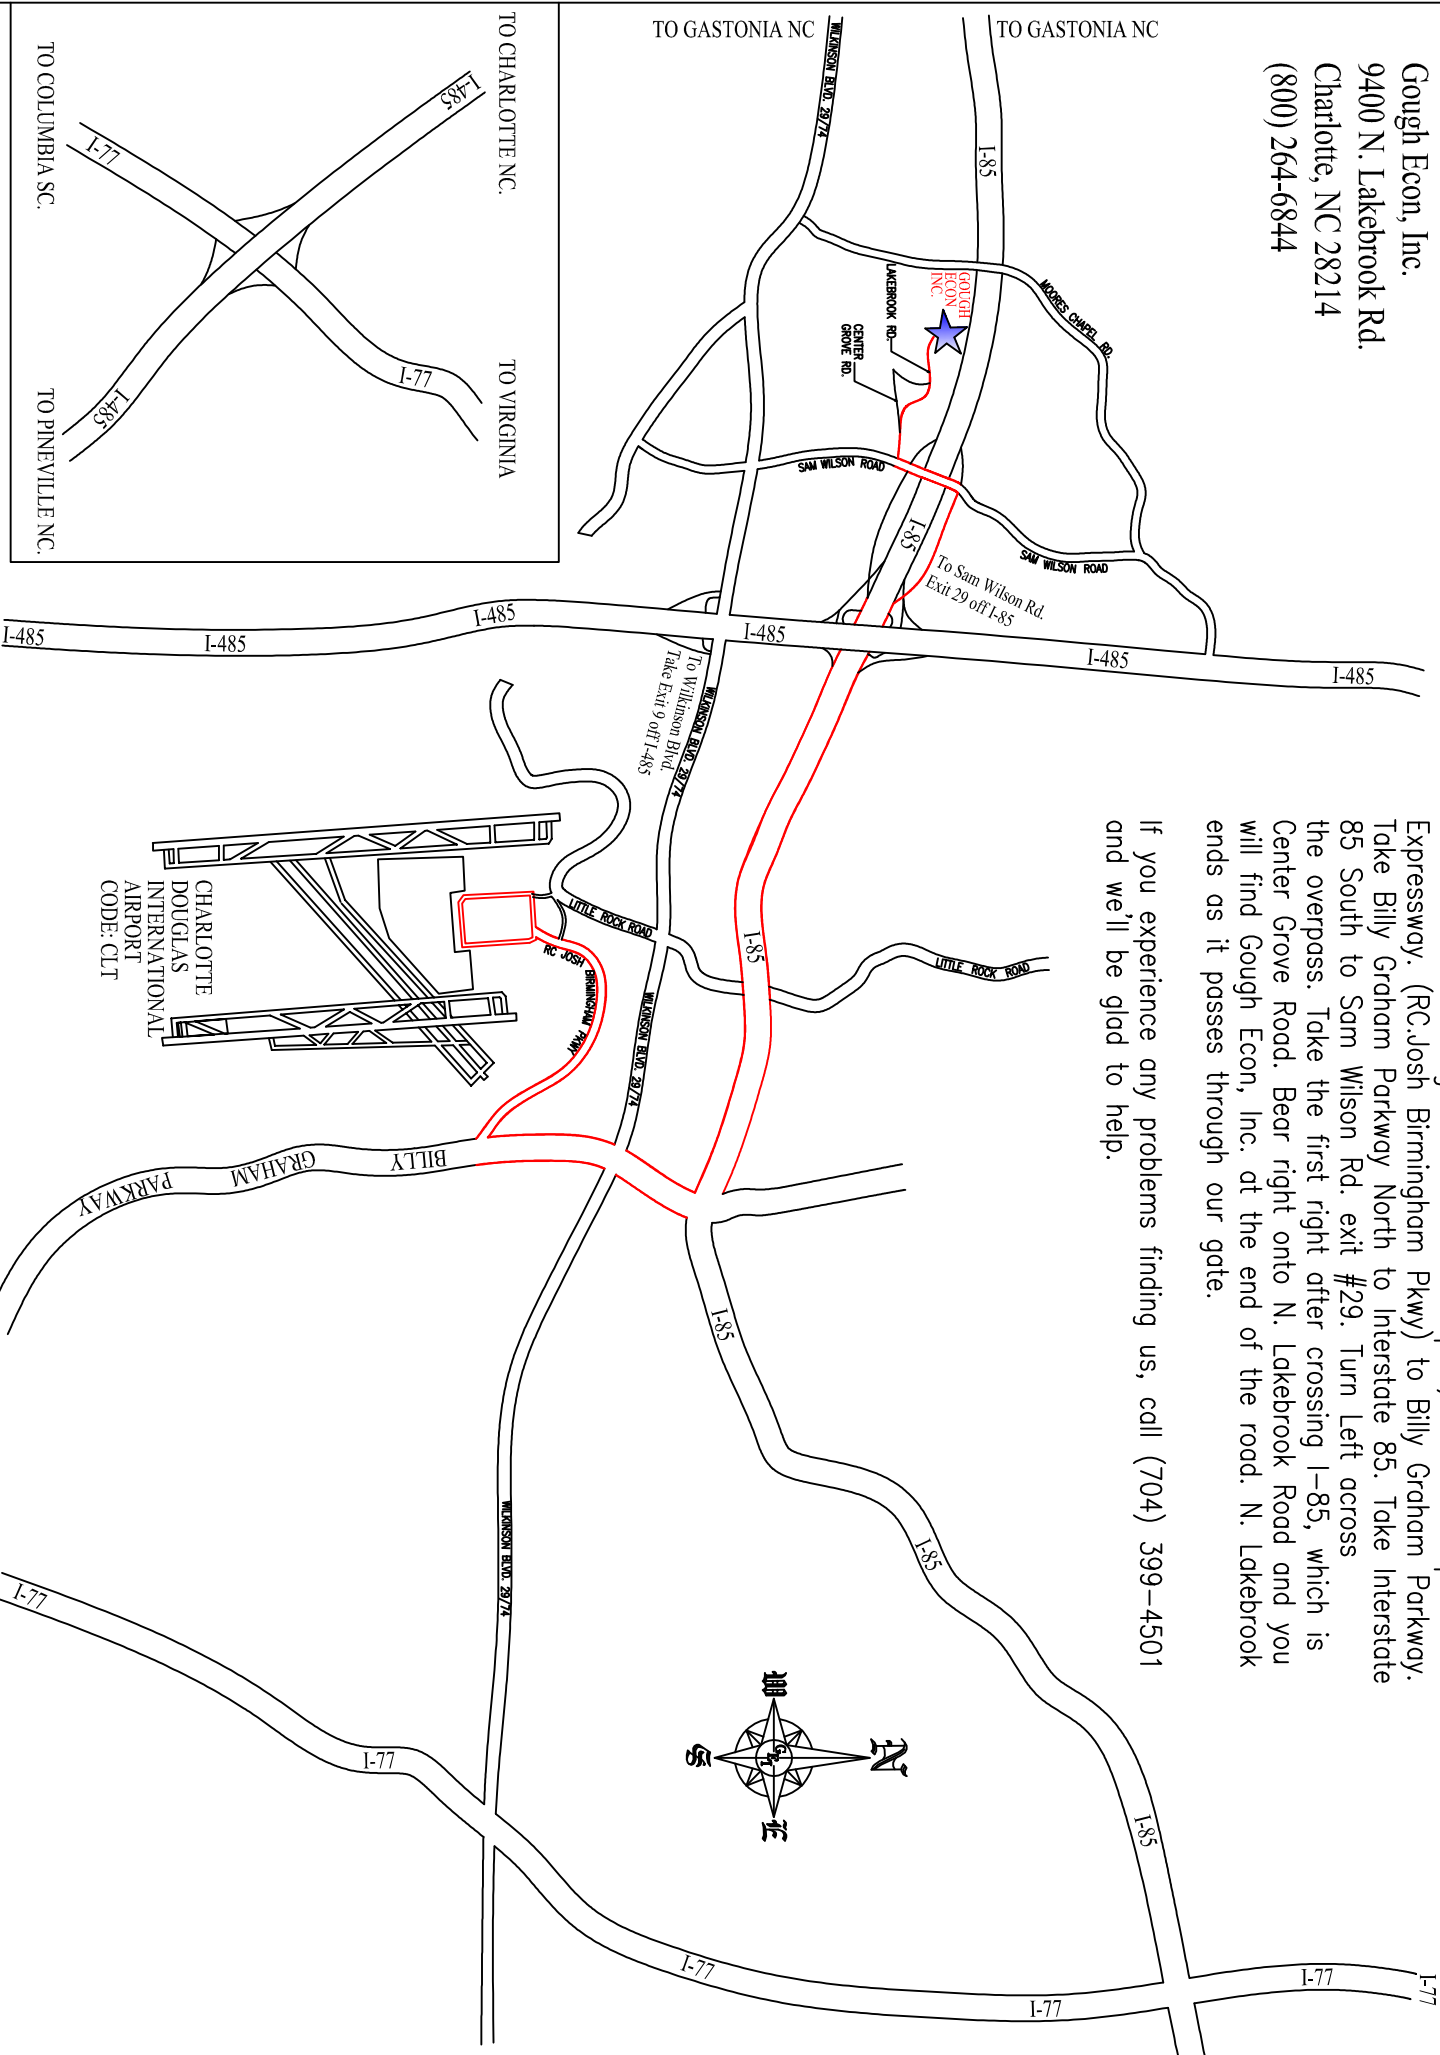 Gough Econ, Inc.
9400 N. Lakebrook Rd.
Charlotte, NC 28214
(800) 264-6844
Expressway. (RC.Josh Birmingham Pkwy) to Billy Graham Parkway.
Take Billy Graham Parkway North to Interstate 85. Take Interstate
85 South to Sam Wilson Rd. exit #29. Turn Left across
the overpass. Take the first right after crossing I-85, which is
Center Grove Road. Bear right onto N. Lakebrook Road and you
will find Gough Econ, Inc. at the end of the road. N. Lakebrook
ends as it passes through our gate.
If you experience any problems finding us, call (704) 399-4501
and we'll be glad to help.
TO GASTONIA NC
TO GASTONIA NC
I-85
WILKINSON BLVD. 29/74
MOORES CHAPEL RD.
GOUGH
ECON
INC.
LAKEBROOK RD.
CENTER
GROVE RD.
SAM WILSON ROAD
SAM WILSON ROAD
I-85
To Sam Wilson Rd.
Exit 29 off I-85
I-485
I-485
I-485
I-485
I-485
I-485
To Wilkinson Blvd.
Take Exit 9 off I-485
WILKINSON BLVD. 29/74
I-85
LITTLE ROCK ROAD
LITTLE ROCK ROAD
RC JOSH BIRMINGHAM PKWY
WILKINSON BLVD. 29/74
CHARLOTTE
DOUGLAS
INTERNATIONAL
AIRPORT
CODE: CLT
BILLY
GRAHAM
PARKWAY
I-85
I-85
I-85
WILKINSON BLVD. 29/74
I-77
I-77
I-77
I-77
I-77
I-77
N
W
E
S
G.E.I.
TO CHARLOTTE NC.
TO VIRGINIA
I-485
I-77
I-77
I-485
TO COLUMBIA SC.
TO PINEVILLE NC.